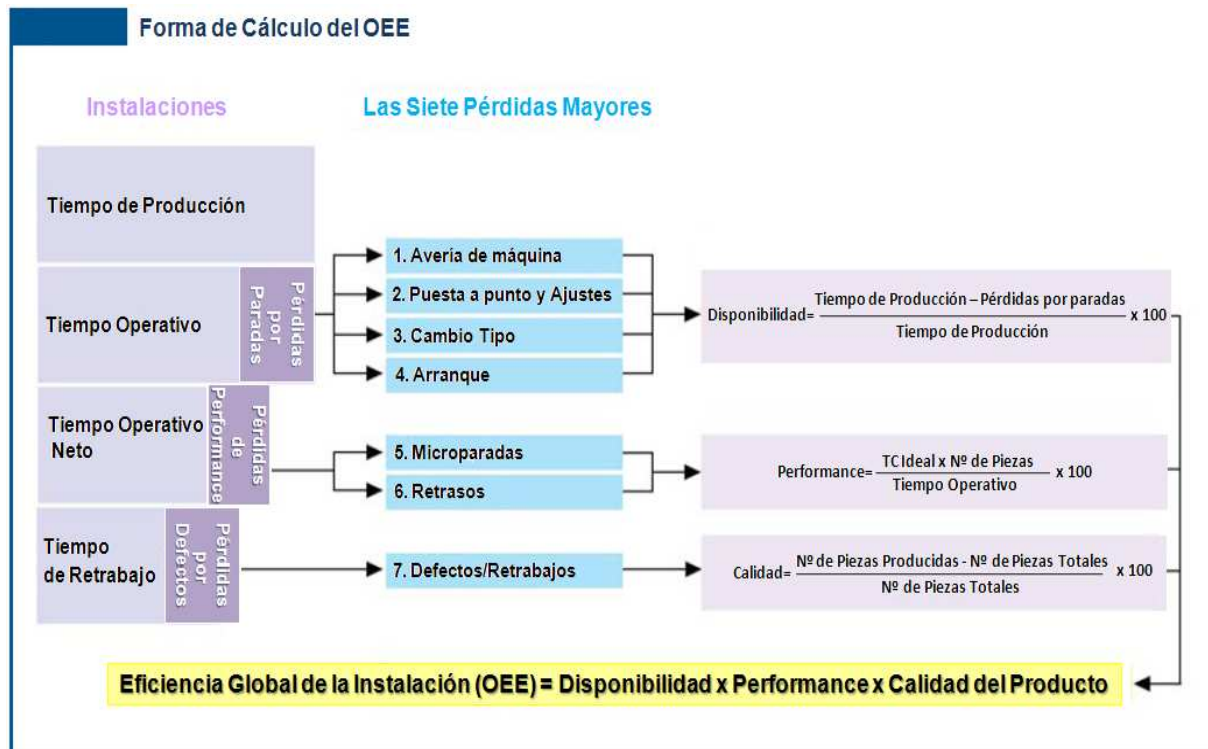 Forma de Cálculo del OEE
Instalaciones
Las Siete Pérdidas Mayores
Tiempo de Producción
Tiempo Operativo
Pérdidas
por
Paradas
1. Avería de máquina
2. Puesta a punto y Ajustes
3. Cambio Tipo
4. Arranque
Disponibilidad=
Tiempo de Producción – Pérdidas por paradas
Tiempo de Producción
x 100
Tiempo Operativo
Neto
Pérdidas
de
Performance
5. Microparadas
6. Retrasos
Performance=
TC Ideal x Nº de Piezas
Tiempo Operativo
x 100
Tiempo
de Retrabajo
Pérdidas
por
Defectos
7. Defectos/Retrabajos
Calidad=
Nº de Piezas Producidas - Nº de Piezas Totales
Nº de Piezas Totales
x 100
Eficiencia Global de la Instalación (OEE) = Disponibilidad x Performance x Calidad del Producto